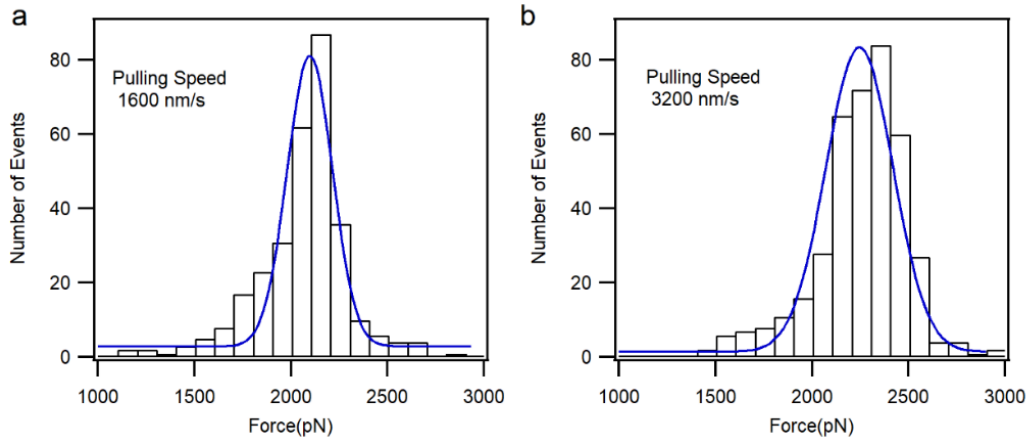 a
Number of Events
80
60
40
20
0
Pulling Speed
1600 nm/s
1000
1500
2000
2500
3000
Force(pN)
b
Number of Events
80
60
40
20
0
Pulling Speed
3200 nm/s
1000
1500
2000
2500
3000
Force(pN)